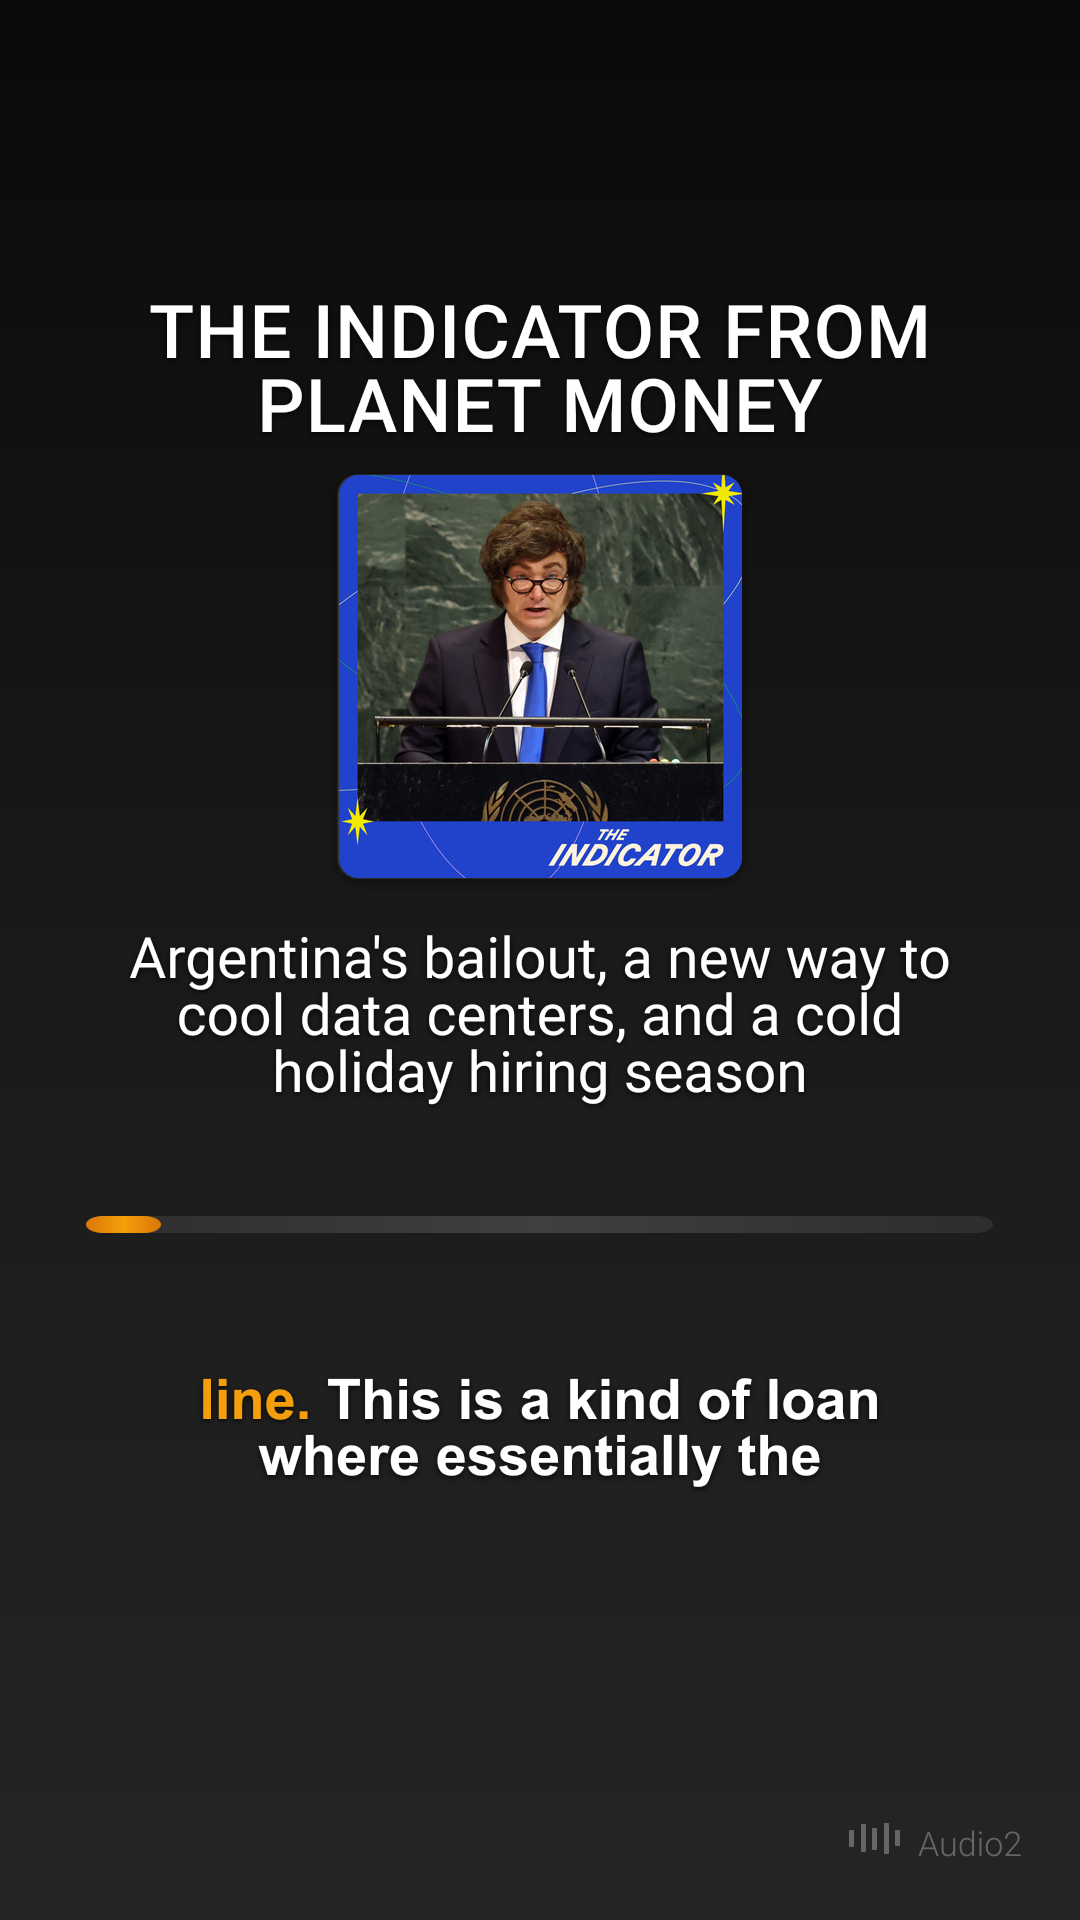 THE INDICATOR FROM
PLANET MONEY
THE
INDICATOR
Argentina's bailout, a new way to
cool data centers, and a cold
holiday hiring season
line. This is a kind of loan
where essentially the
Audio2